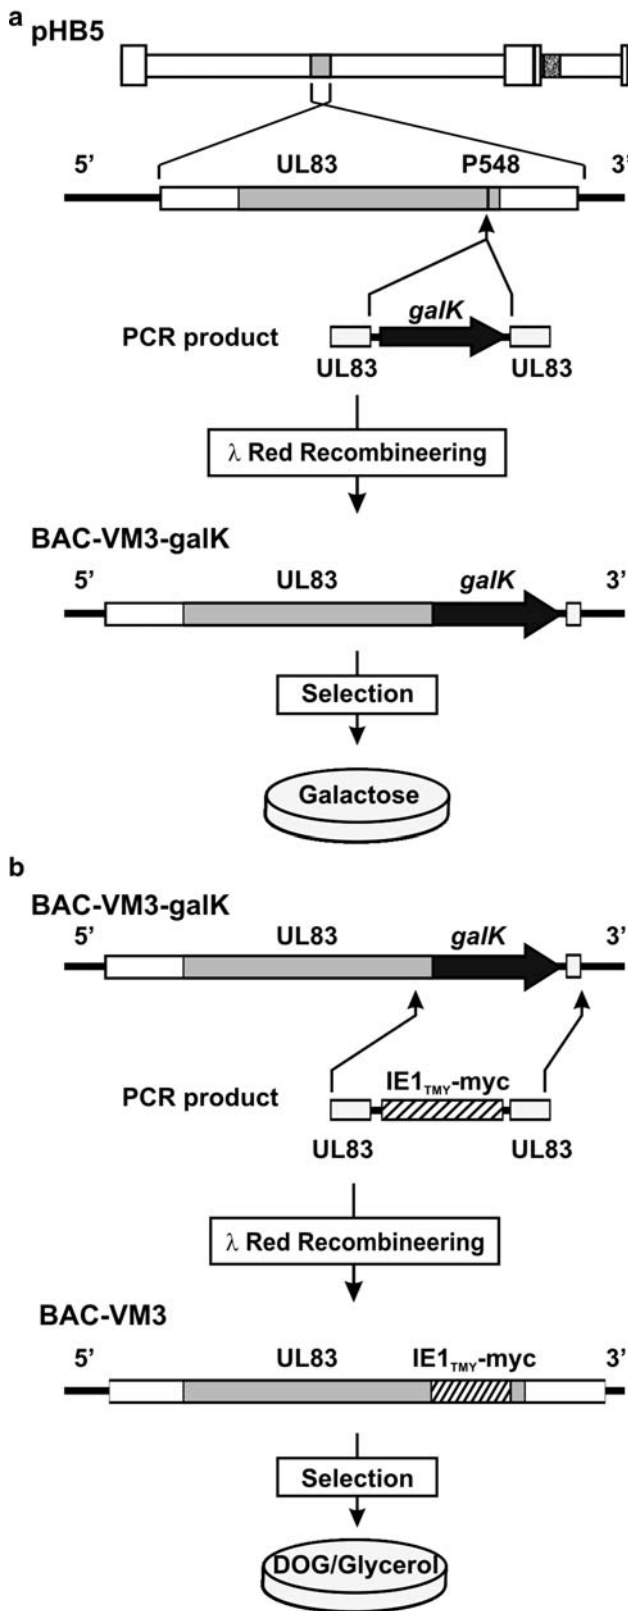 a
pHB5
5’ UL83 P548 3’
galK
PCR product
UL83 UL83
λ Red Recombineering
BAC-VM3-galK
5’ UL83 galK 3’
Selection
Galactose
b
BAC-VM3-galK
5’ UL83 galK 3’
IE1TMY-myc
PCR product
UL83 UL83
λ Red Recombineering
BAC-VM3
5’ UL83 IE1TMY-myc 3’
Selection
DOG/Glycerol